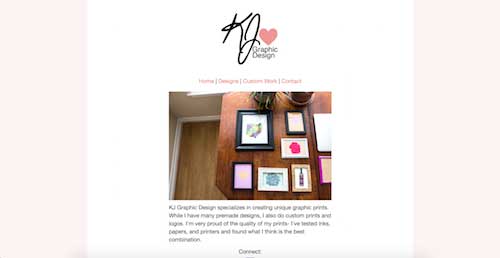 KJ
Graphic
Design
Home | Designs | Custom Work | Contact
KJ Graphic Design specializes in creating unique graphic prints.
While I have many premade designs, I also do custom prints and
logos. I'm very proud of the quality of my prints- I've tested inks,
papers, and printers and found what I think is the best
combination.
Connect: